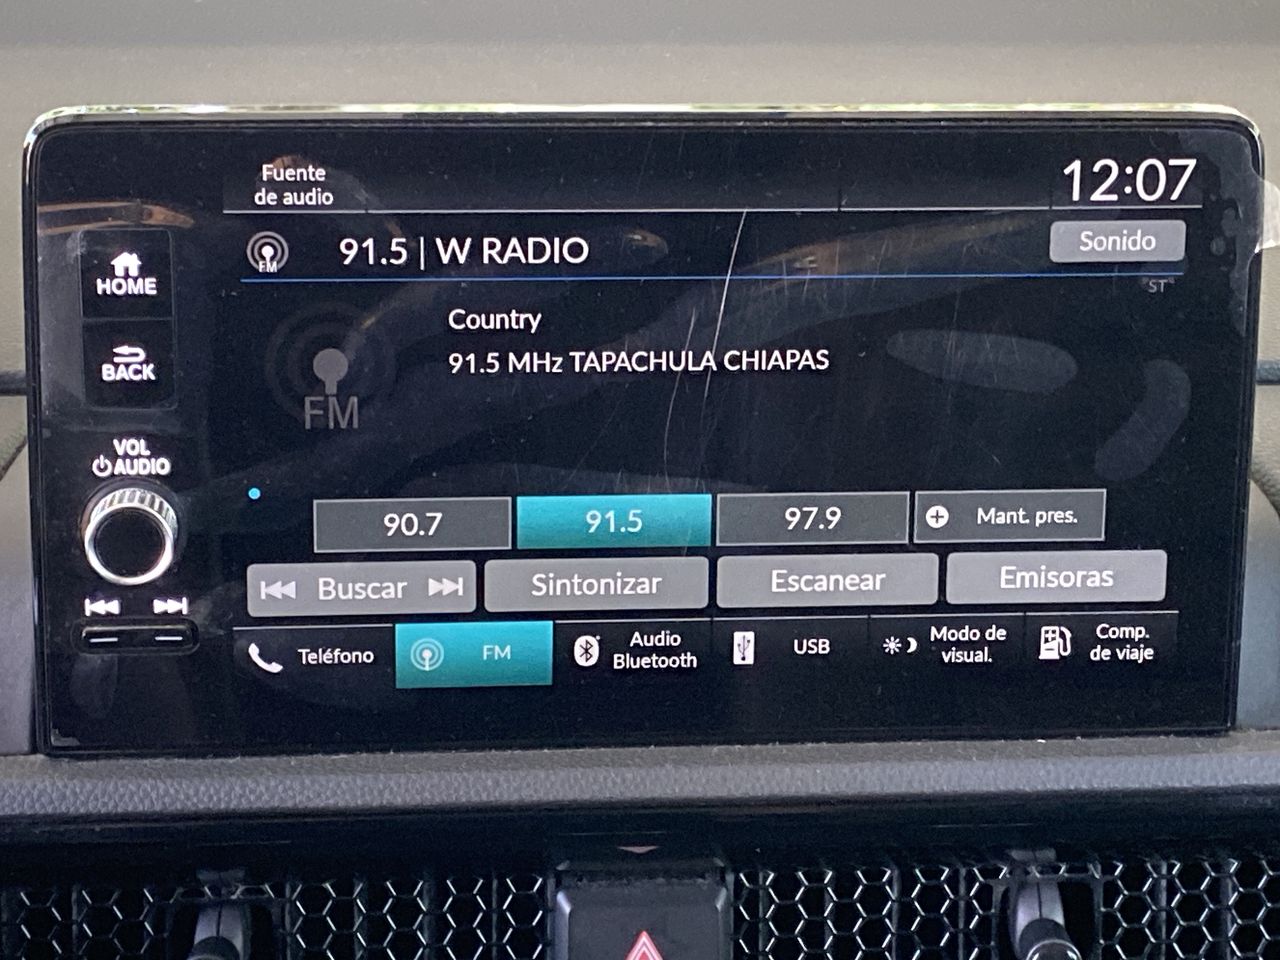 Fuente
de audio
12:07
FM
91.5 | W RADIO
Sonido
ST
HOME
Country
91.5 MHz TAPACHULA CHIAPAS
BACK
FM
VOL
AUDIO
90.7
91.5
97.9
Mant. pres.
Buscar
Sintonizar
Escanear
Emisoras
Teléfono
FM
Audio
Bluetooth
USB
Modo de
visual.
Comp.
de viaje